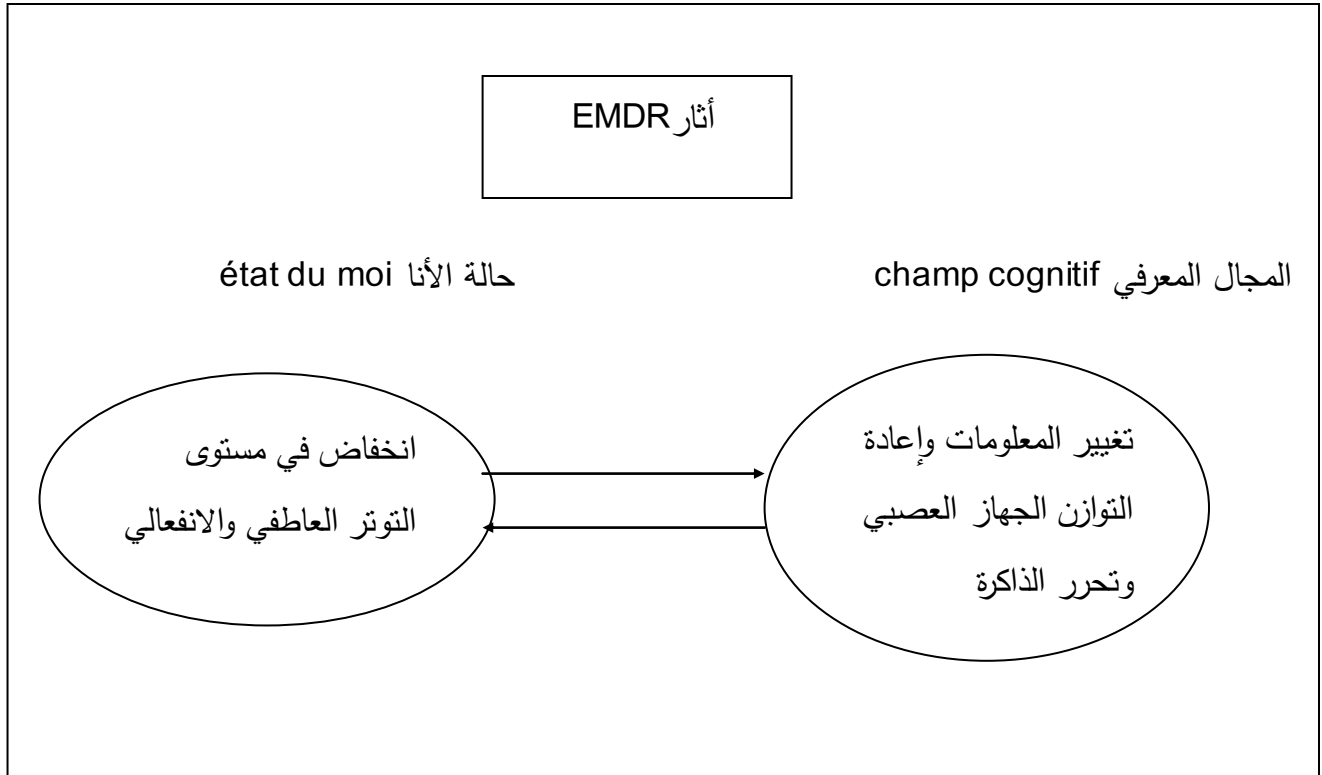 أثار EMDR
المجال المعرفي champ cognitif
حالة الأنا état du moi
تغيير المعلومات وإعادة
التوازن الجهاز العصبي
وتحرر الذاكرة
انخفاض في مستوى
التوتر العاطفي والانفعالي